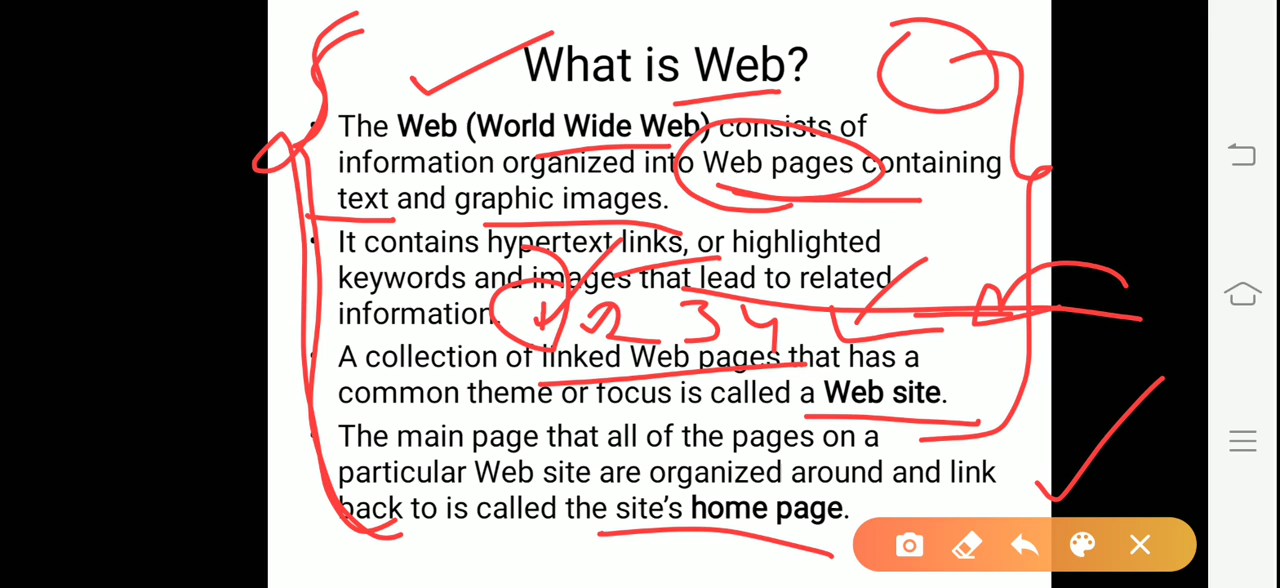 What is Web?
• The Web (World Wide Web) consists of
information organized into Web pages containing
text and graphic images.
• It contains hypertext links, or highlighted
keywords and images that lead to related
information.
2 3 4
• A collection of linked Web pages that has a
common theme or focus is called a Web site.
• The main page that all of the pages on a
particular Web site are organized around and link
back to is called the site's home page.